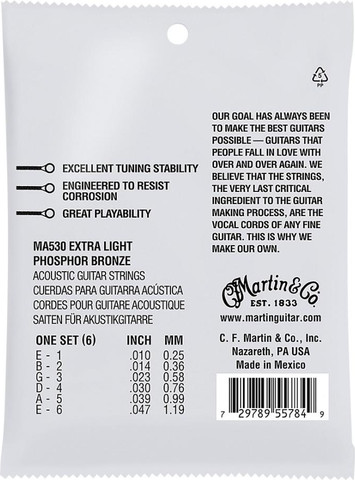 5
PP
OUR GOAL HAS ALWAYS BEEN
TO MAKE THE BEST GUITARS
POSSIBLE — GUITARS THAT
PEOPLE FALL IN LOVE WITH
OVER AND OVER AGAIN. WE
BELIEVE THAT THE STRINGS,
THE VERY LAST CRITICAL
INGREDIENT TO THE GUITAR
MAKING PROCESS, ARE THE
VOCAL CORDS OF ANY FINE
GUITAR. THIS IS WHY WE
MAKE OUR OWN.
EXCELLENT TUNING STABILITY
ENGINEERED TO RESIST
CORROSION
GREAT PLAYABILITY
MA530 EXTRA LIGHT
PHOSPHOR BRONZE
ACOUSTIC GUITAR STRINGS
CUERDAS PARA GUITARRA ACÚSTICA
CORDES POUR GUITARE ACOUSTIQUE
SAITEN FÜR AKUSTIKGITARRE
ONE SET (6) INCH MM
E - 1 .010 0.25
B - 2 .014 0.36
G - 3 .023 0.58
D - 4 .030 0.76
A - 5 .039 0.99
E - 6 .047 1.19
Martin & Co.
EST. 1833
www.martinguitar.com
C. F. Martin & Co., Inc.
Nazareth, PA USA
Made in Mexico
7 29789 55784 9